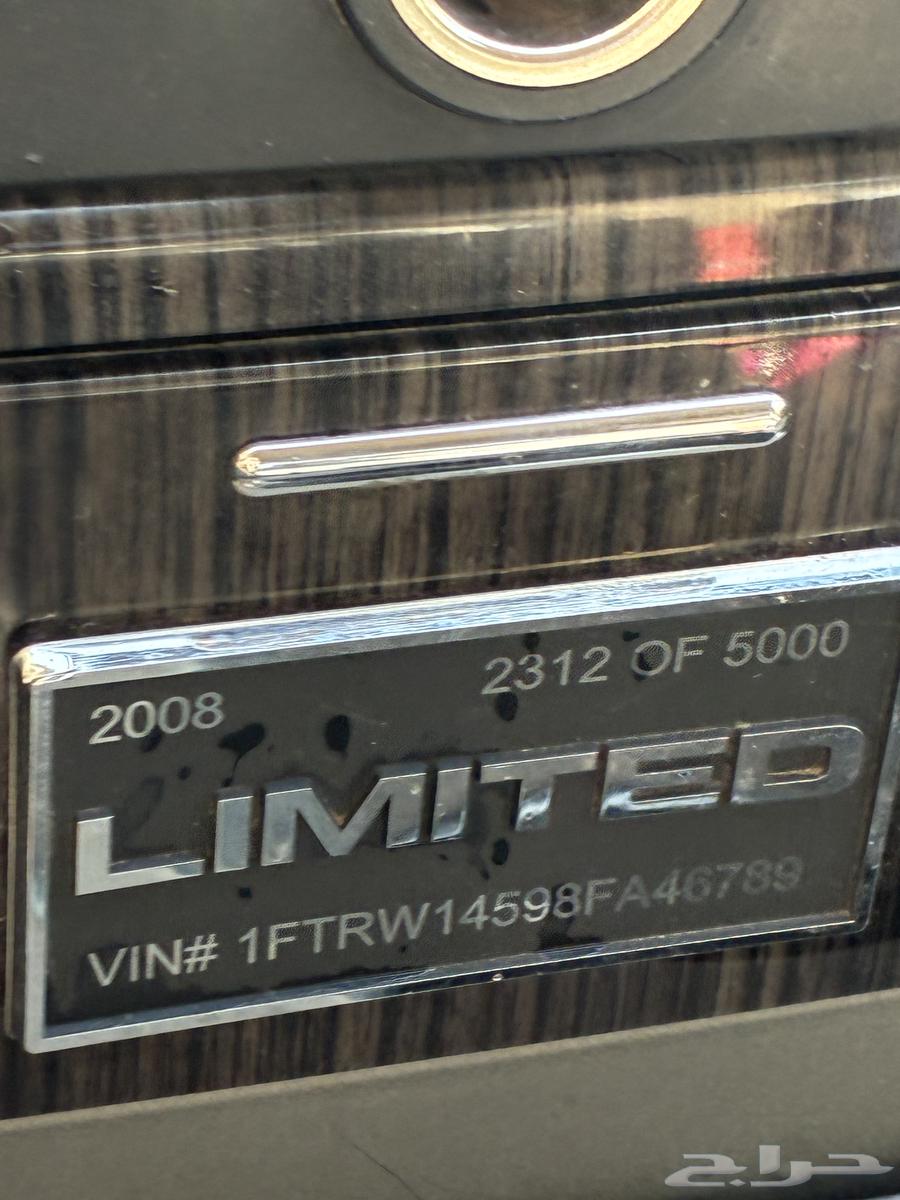 2008 2312 OF 5000
LIMITED
VIN# 1FTRW14598FA46789
حراج